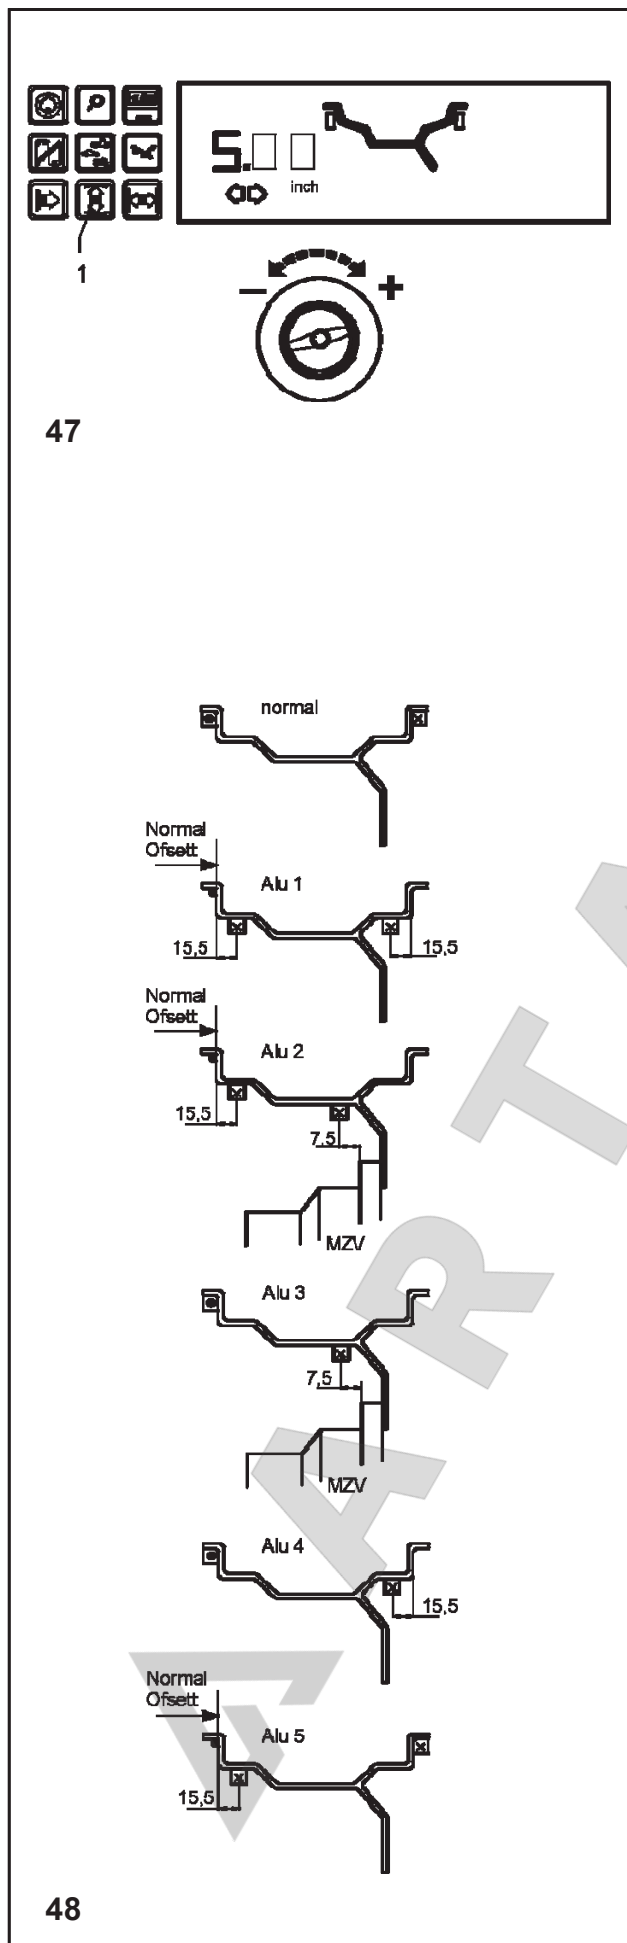 5.
inch
1
− +
47
normal
Normal
Ofsett
Alu 1
15,5 15,5
Normal
Ofsett
Alu 2
15,5
7,5
MZV
Alu 3
7,5
MZV
Alu 4
15,5
Normal
Ofsett
Alu 5
15,5
48
ART